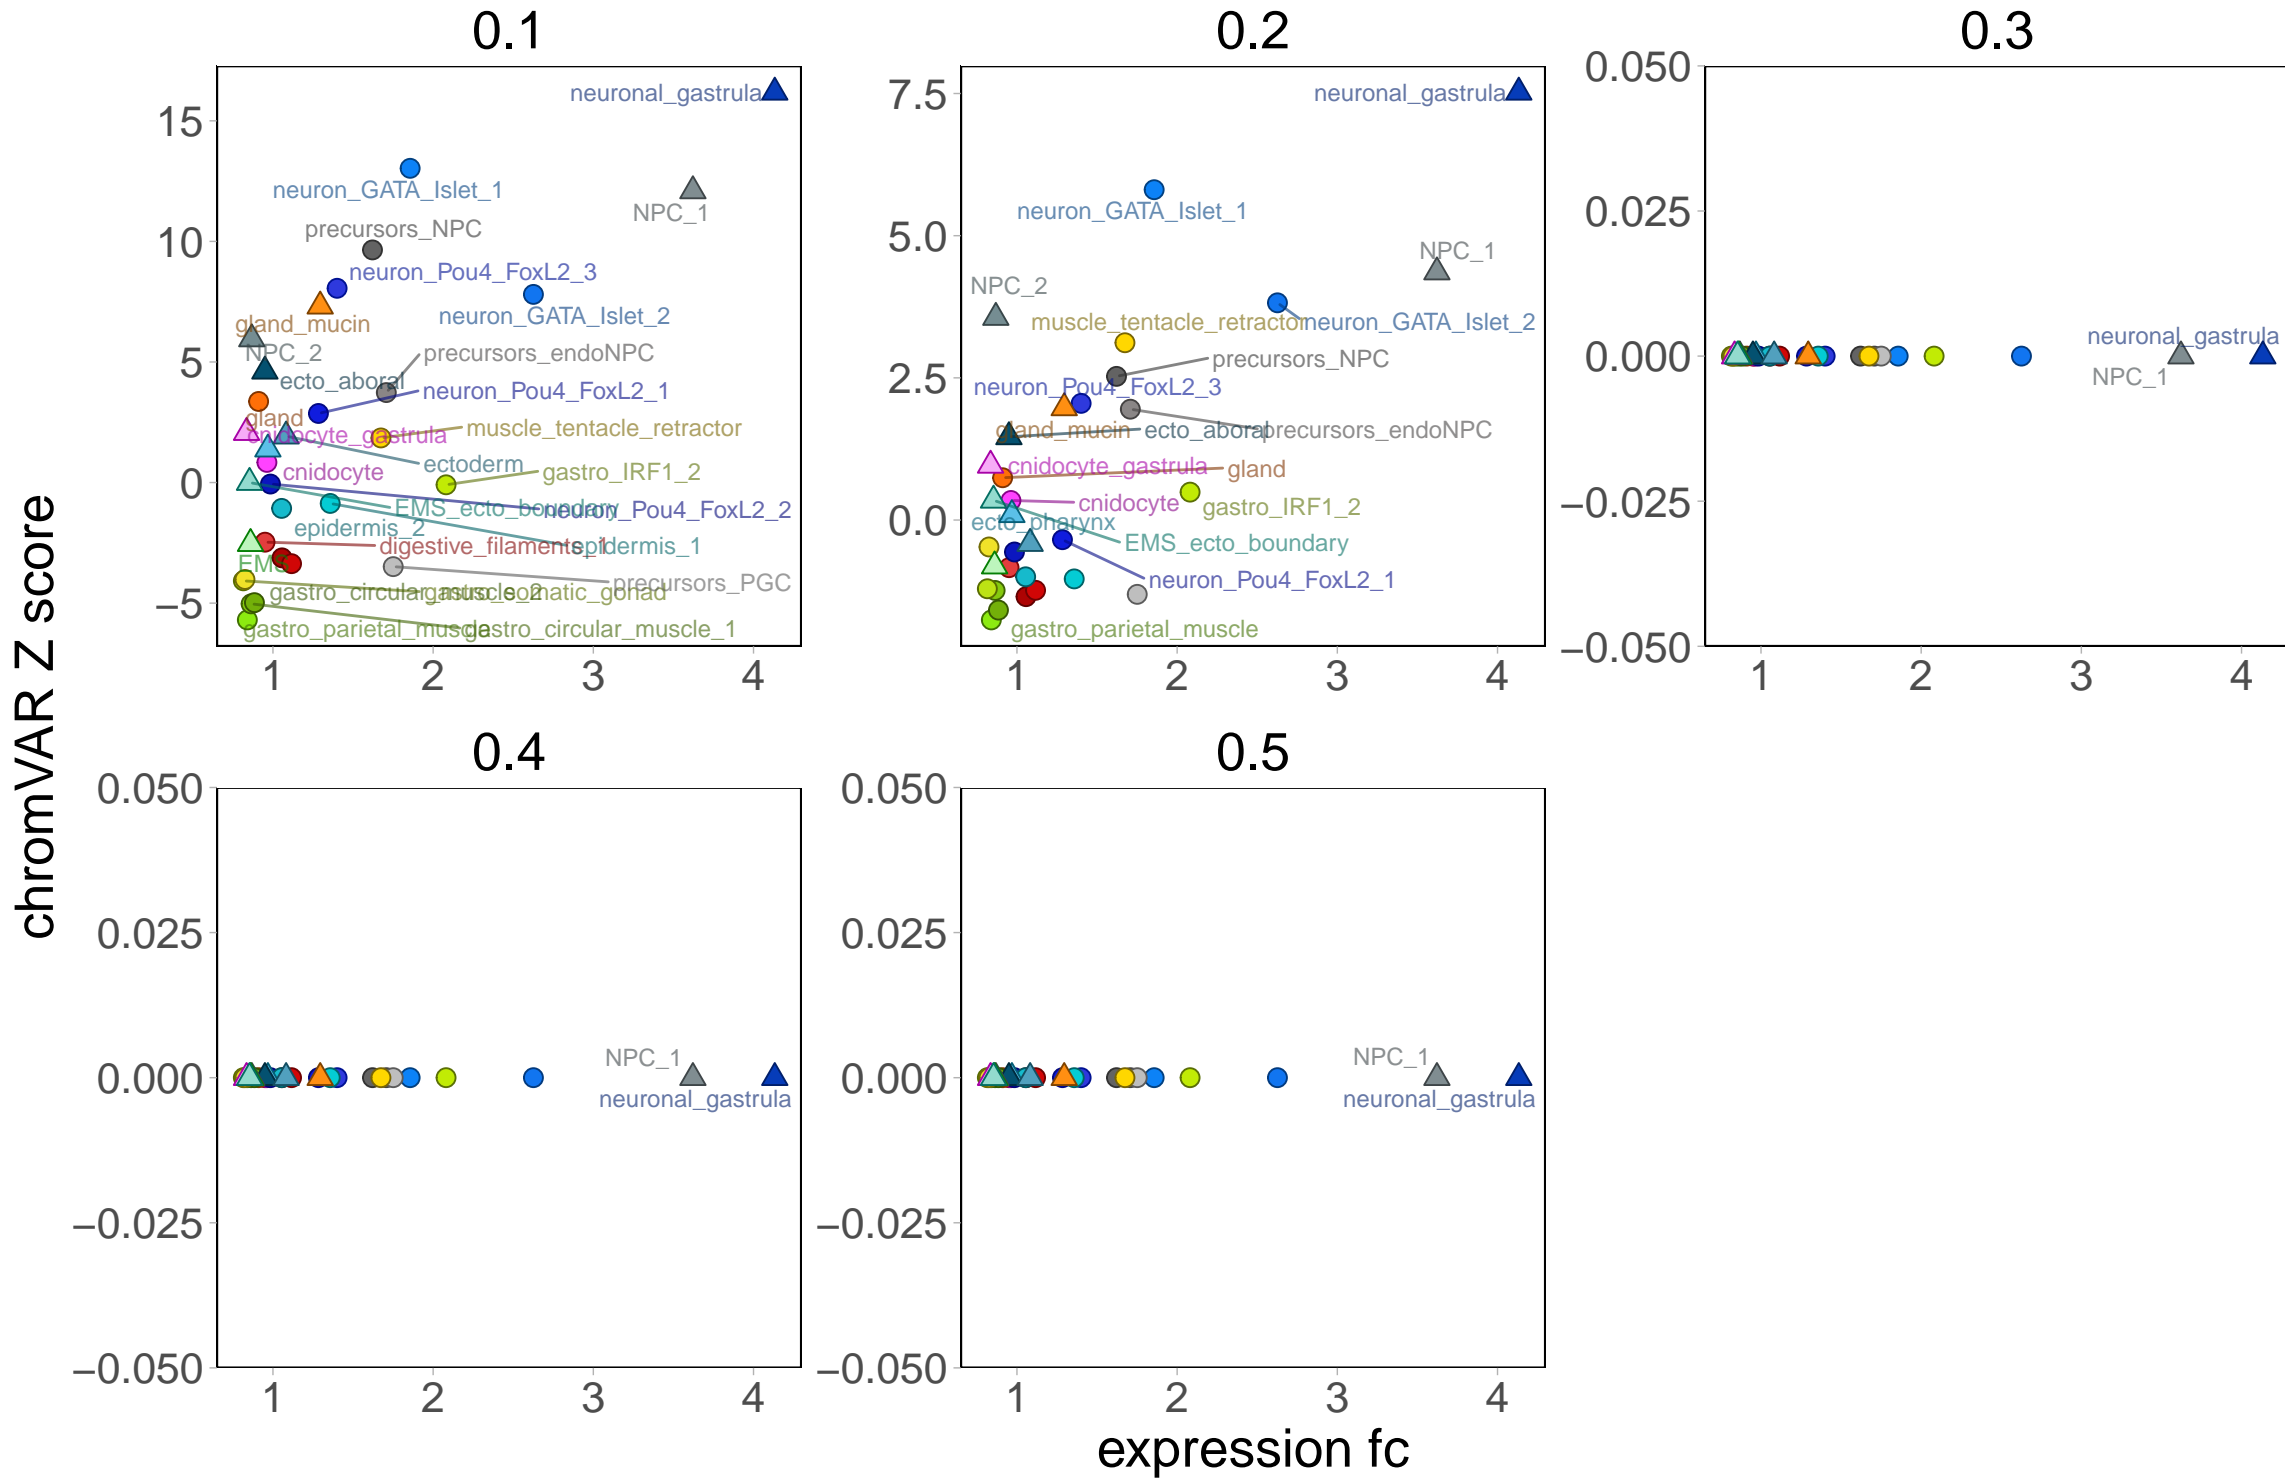 0.1
0.2
0.3
neuronal_gastrula
neuron_GATA_Islet_1
NPC_1
precursors_NPC
neuron_Pou4_FoxL2_3
gland_mucin
neuron_GATA_Islet_2
NPC_2
precursors_endoNPC
ecto_aboral
neuron_Pou4_FoxL2_1
gland
cnidocyte_gastrula
muscle_tentacle_retractor
ectoderm
cnidocyte
gastro_IRF1_2
EMS_ecto_boundary
neuron_Pou4_FoxL2_2
epidermis_2
digestive_filaments_1
epidermis_1
EMS
precursors_PGC
gastro_circular_muscle_2
gastro_somatic_gonad
gastro_parietal_muscle
gastro_circular_muscle_1
15
10
5
0
−5
1 2 3 4
neuronal_gastrula
neuron_GATA_Islet_1
NPC_1
NPC_2
muscle_tentacle_retractor
neuron_GATA_Islet_2
precursors_NPC
neuron_Pou4_FoxL2_3
gland_mucin
ecto_aboral
precursors_endoNPC
cnidocyte_gastrula
gland
cnidocyte
gastro_IRF1_2
ecto_pharynx
EMS_ecto_boundary
neuron_Pou4_FoxL2_1
gastro_parietal_muscle
7.5
5.0
2.5
0.0
1 2 3 4
0.050
0.025
0.000
−0.025
−0.050
neuronal_gastrula
NPC_1
1 2 3 4
chromVAR Z score
0.4
0.5
0.050
0.025
0.000
−0.025
−0.050
NPC_1
neuronal_gastrula
1 2 3 4
0.050
0.025
0.000
−0.025
−0.050
NPC_1
neuronal_gastrula
1 2 3 4
expression fc